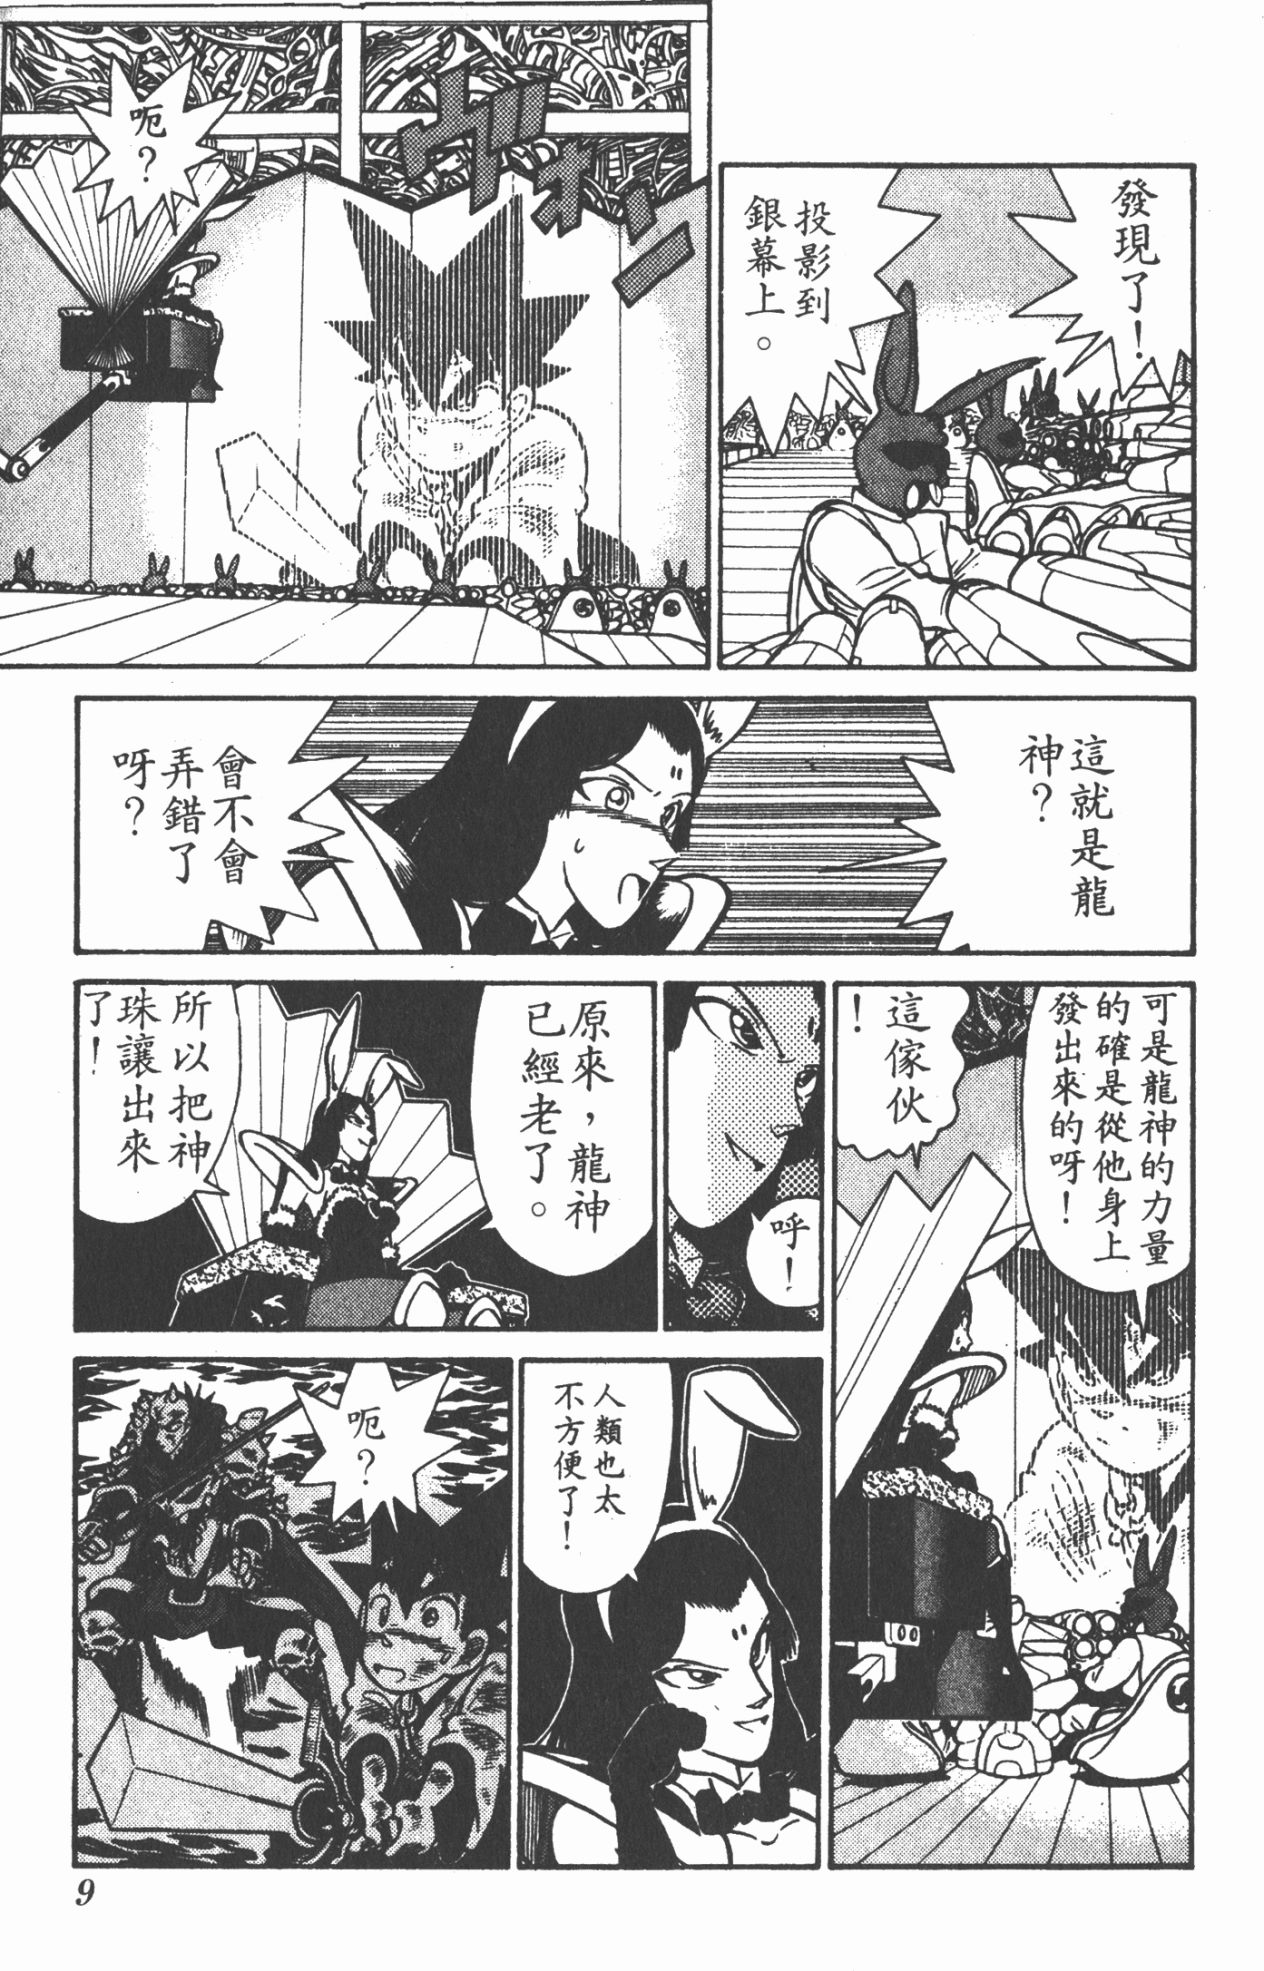 發現了！
投影到
銀幕上。
呃？
ヴオン
這就是龍
神？
會不會
弄錯了
呀？
可是龍神的力量
的確是從他身上
發出來的呀！
這傢伙
！
呼！
原來，龍神
已經老了。
所以把神
珠讓出來
了！
人類也太
不方便了！
呃？
9